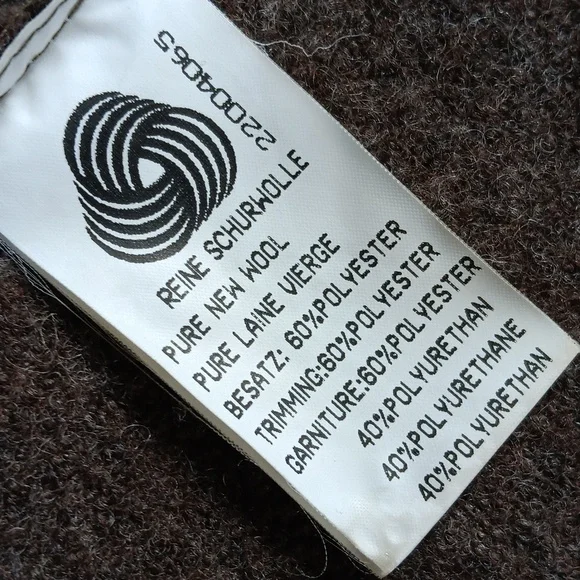 22004065
REINE SCHURWOLLE
PURE NEW WOOL
PURE LAINE VIERGE
BESATZ: 60%POLYESTER
TRIMMING:60%POLYESTER
GARNITURE:60%POLYESTER
40%POLYURETHAN
40%POLYURETHANE
40%POLYURETHAN